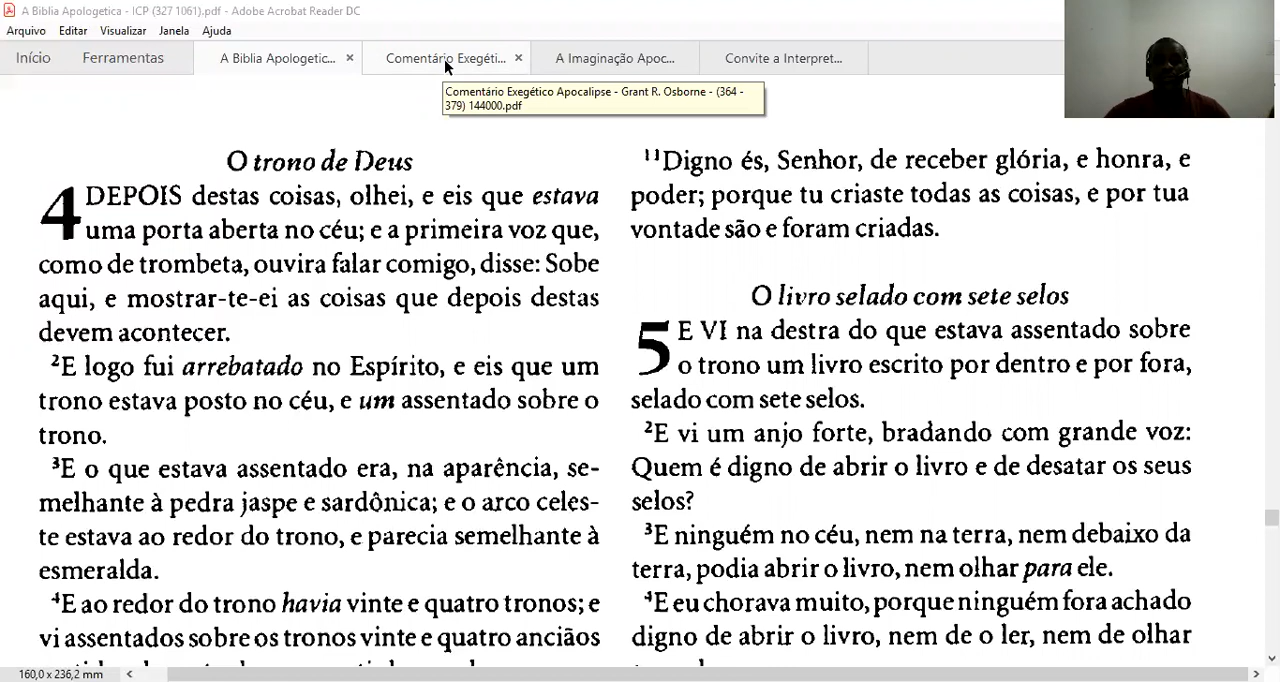 A Biblia Apologetica - ICP (327 1061).pdf - Adobe Acrobat Reader DC
Arquivo Editar Visualizar Janela Ajuda
Início Ferramentas A Biblia Apologetic... × Comentário Exegéti... × A Imaginação Apoc... Convite a Interpret...
Comentário Exegético Apocalipse - Grant R. Osborne - (364 -
379) 144000.pdf
O trono de Deus
4 DEPOIS destas coisas, olhei, e eis que estava
uma porta aberta no céu; e a primeira voz que,
como de trombeta, ouvira falar comigo, disse: Sobe
aqui, e mostrar-te-ei as coisas que depois destas
devem acontecer.
²E logo fui arrebatado no Espírito, e eis que um
trono estava posto no céu, e um assentado sobre o
trono.
³E o que estava assentado era, na aparência, se-
melhante à pedra jaspe e sardônica; e o arco celes-
te estava ao redor do trono, e parecia semelhante à
esmeralda.
⁴E ao redor do trono havia vinte e quatro tronos; e
vi assentados sobre os tronos vinte e quatro anciãos
¹¹Digno és, Senhor, de receber glória, e honra, e
poder; porque tu criaste todas as coisas, e por tua
vontade são e foram criadas.
O livro selado com sete selos
5 E VI na destra do que estava assentado sobre
o trono um livro escrito por dentro e por fora,
selado com sete selos.
²E vi um anjo forte, bradando com grande voz:
Quem é digno de abrir o livro e de desatar os seus
selos?
³E ninguém no céu, nem na terra, nem debaixo da
terra, podia abrir o livro, nem olhar para ele.
⁴E eu chorava muito, porque ninguém fora achado
digno de abrir o livro, nem de o ler, nem de olhar
160,0 x 236,2 mm